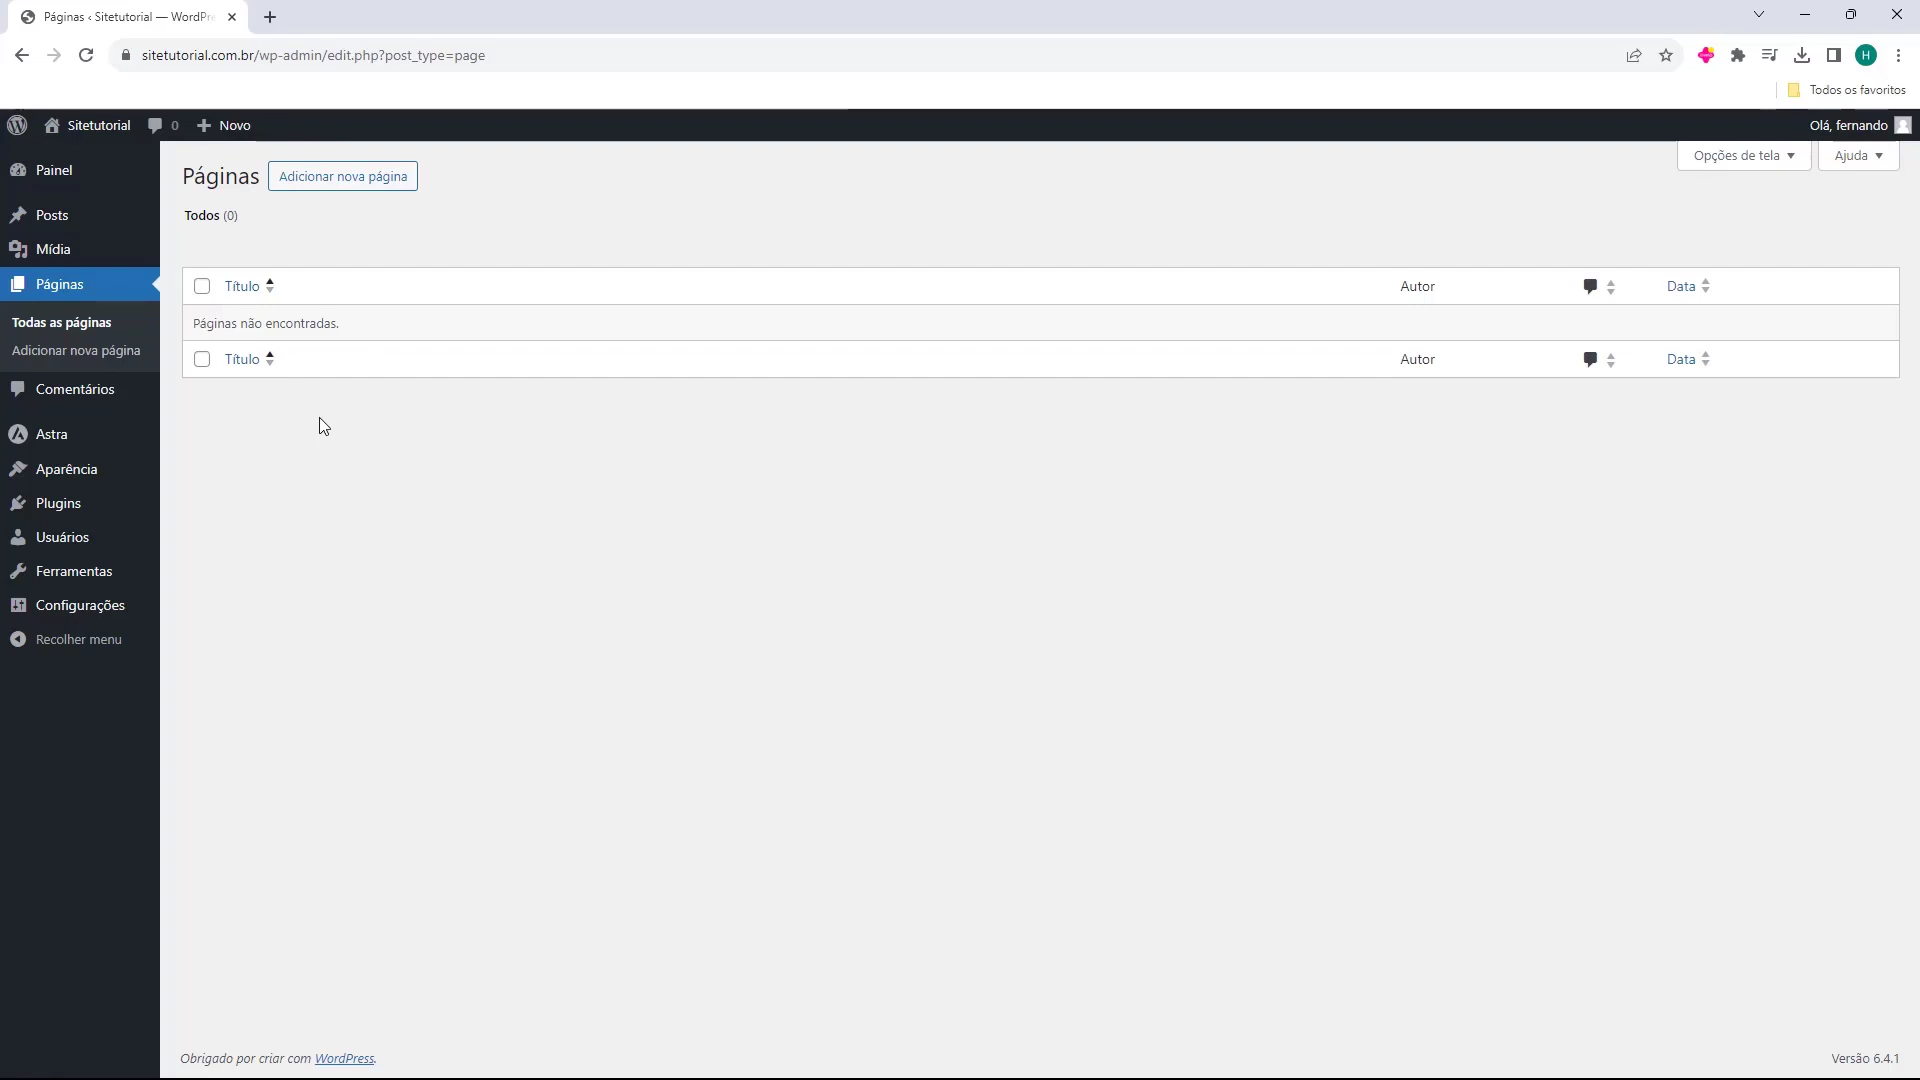 Páginas ‹ Sitetutorial — WordPre
sitetutorial.com.br/wp-admin/edit.php?post_type=page
H
Todos os favoritos
Sitetutorial
0
Novo
Olá, fernando
Painel
Posts
Mídia
Páginas
Todas as páginas
Adicionar nova página
Comentários
Astra
Aparência
Plugins
Usuários
Ferramentas
Configurações
Recolher menu
Opções de tela
Ajuda
Páginas Adicionar nova página
Todos (0)
Título Autor Data
Páginas não encontradas.
Título Autor Data
Obrigado por criar com WordPress.
Versão 6.4.1